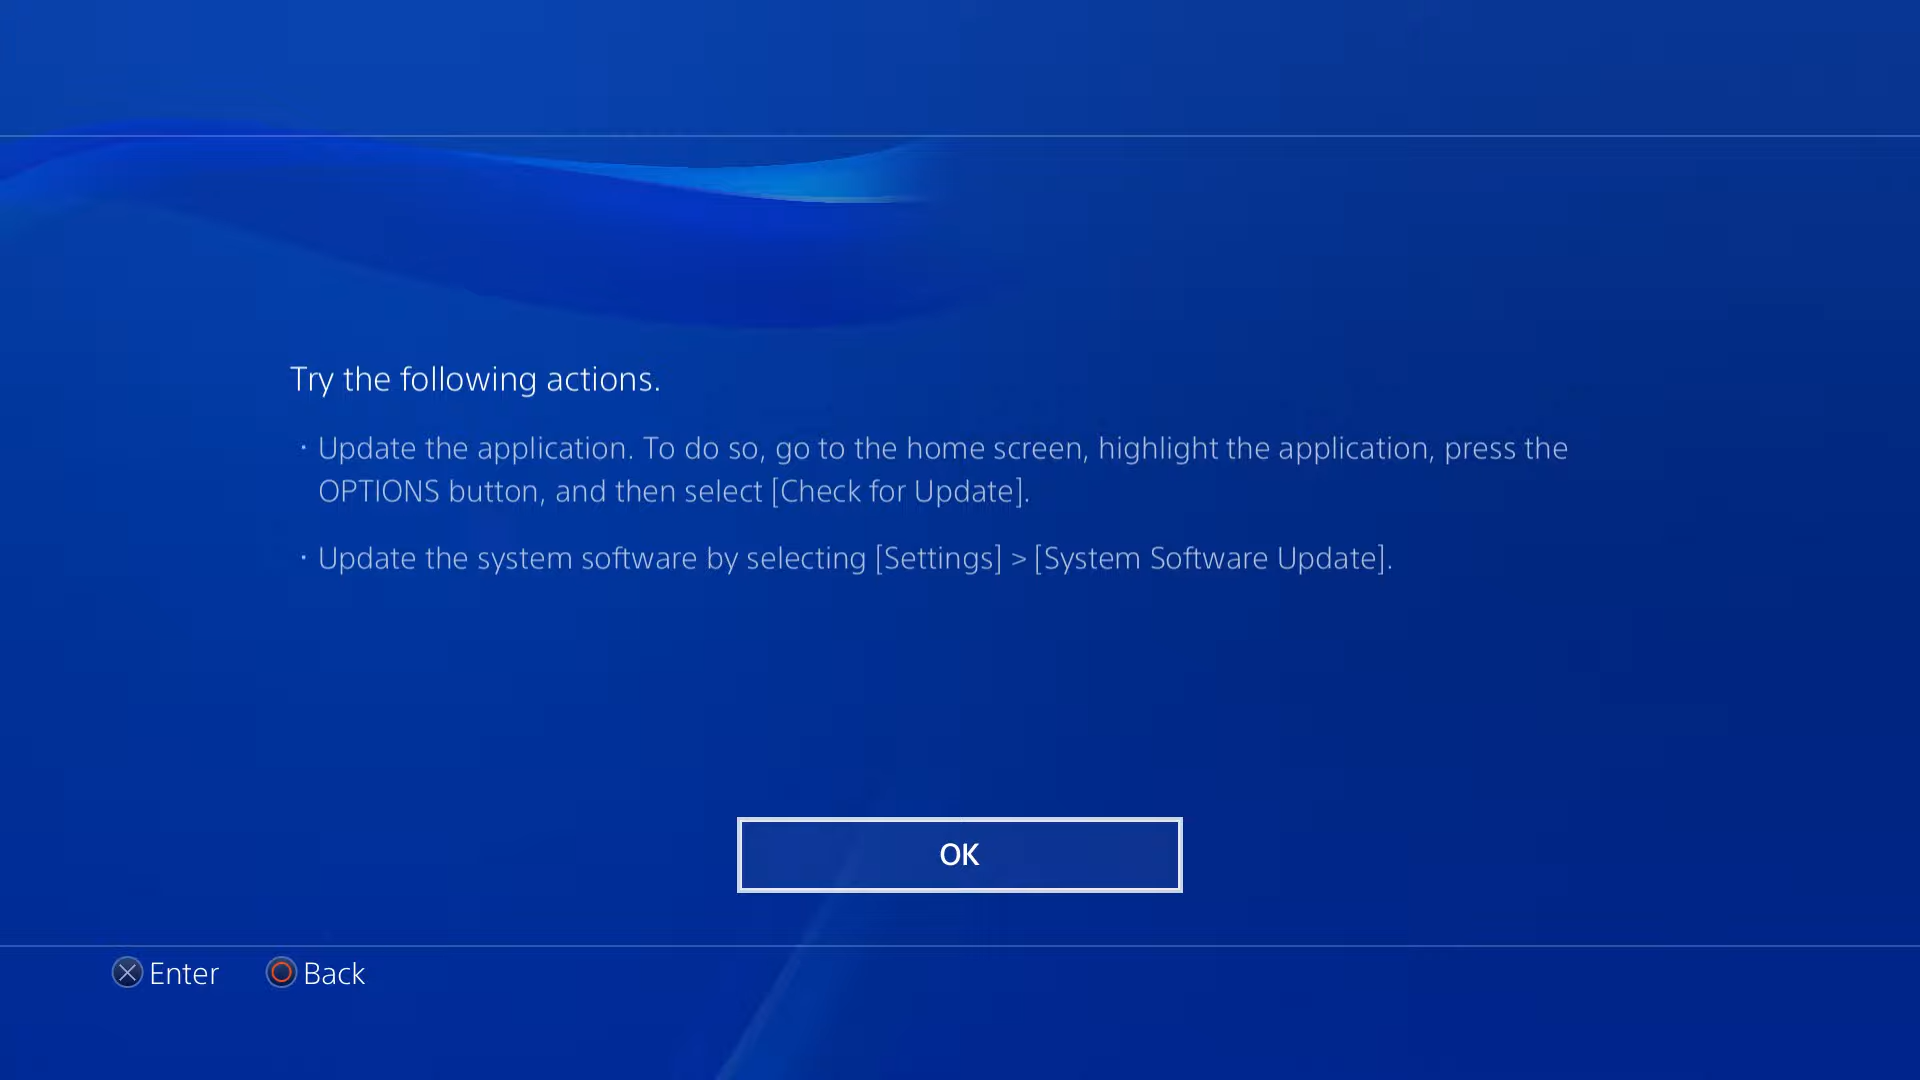 Try the following actions.
· Update the application. To do so, go to the home screen, highlight the application, press the
OPTIONS button, and then select [Check for Update].
· Update the system software by selecting [Settings] > [System Software Update].
OK
Enter Back